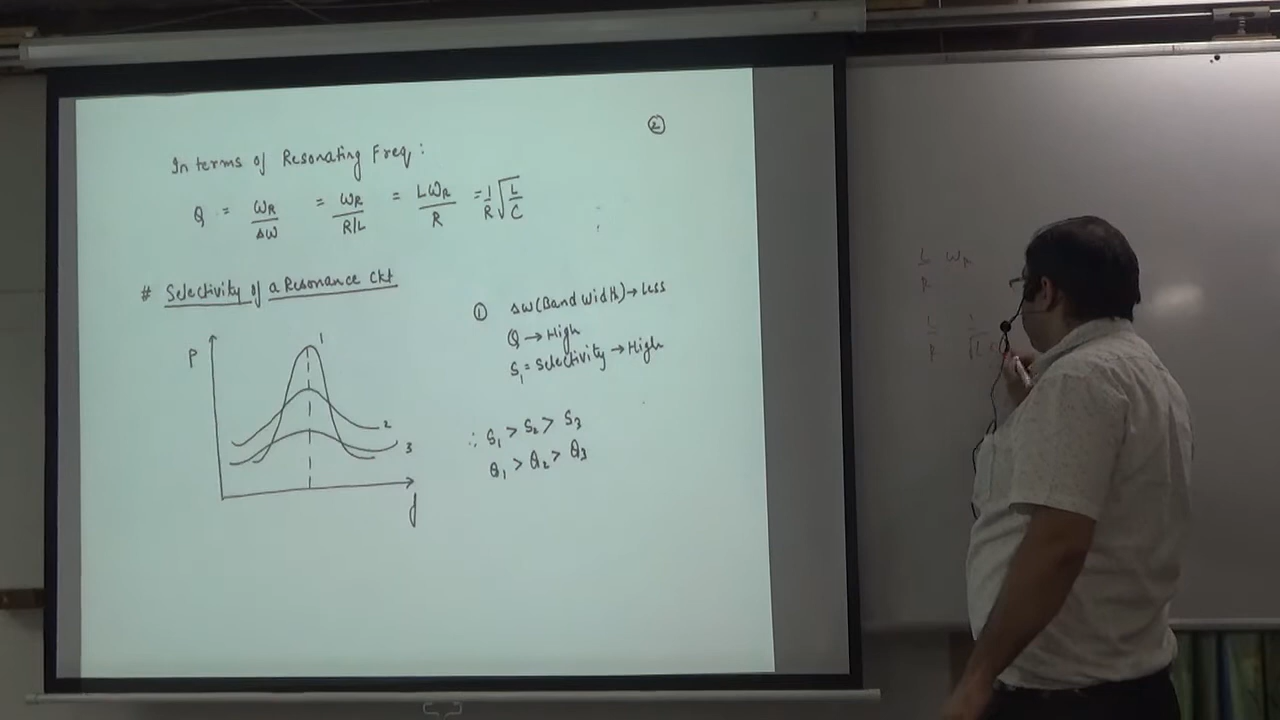 ②
In terms of Resonating Freq:
Q = ωR/Δω = ωR/R/L = LωR/R = 1/R √L/C
# Selectivity of a Resonance Ckt
① Δω(Band width) → Less
Q → High
S₁ = Selectivity → High
P
1
2
3
f
∴ S₁ > S₂ > S₃
Q₁ > Q₂ > Q₃
L/R ωR